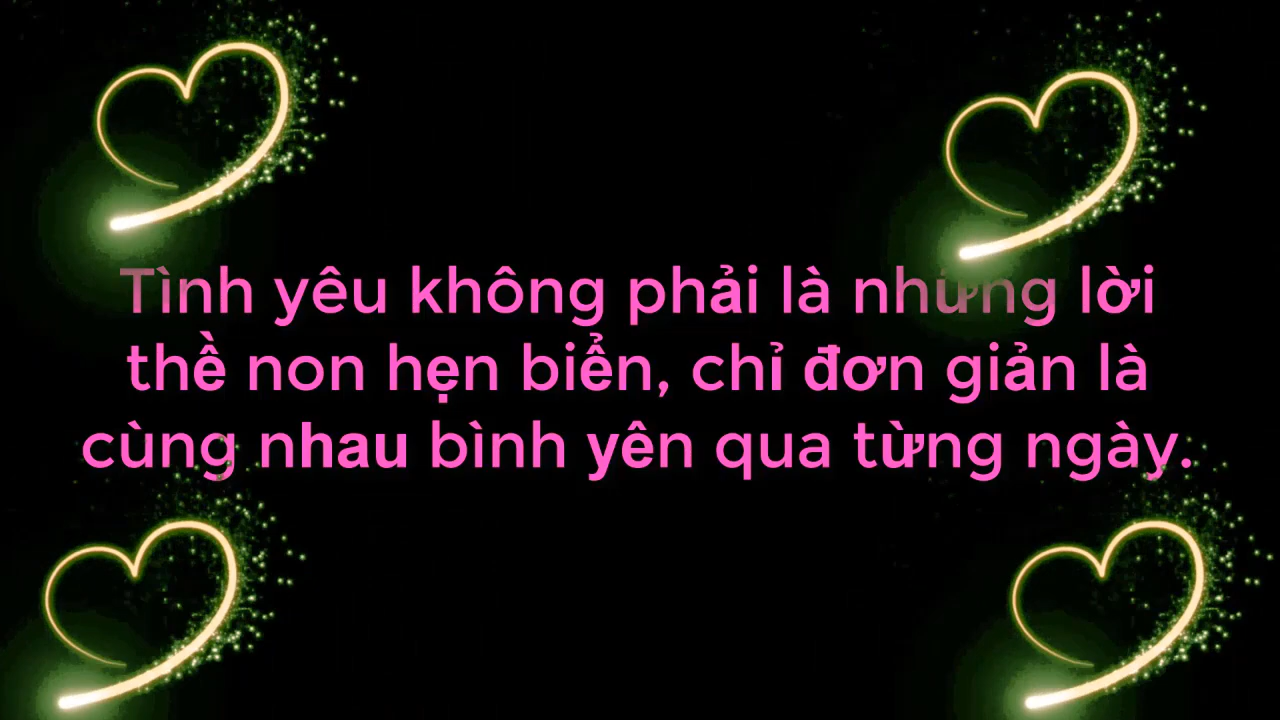 Tình yêu không phải là những lời
thề non hẹn biển, chỉ đơn giản là
cùng nhau bình yên qua từng ngày.